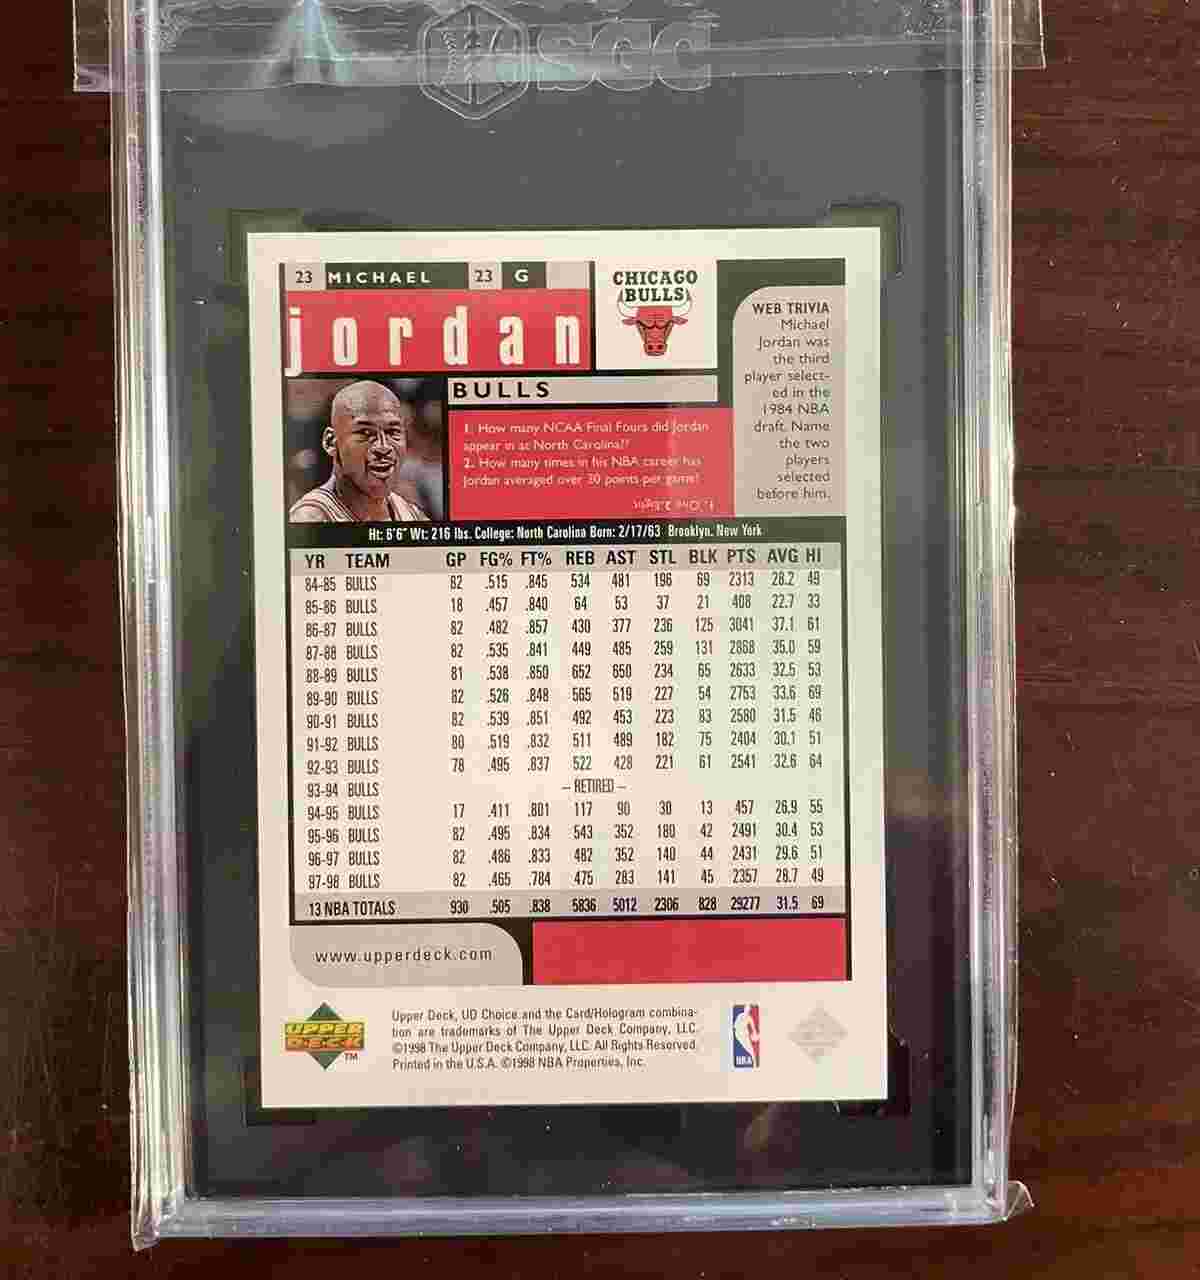 SGC
23 MICHAEL 23 G
jordan
CHICAGO
BULLS
BULLS
WEB TRIVIA
Michael
Jordan was
the third
player select-
ed in the
1984 NBA
draft. Name
the two
players
selected
before him.
1. How many NCAA Final Fours did Jordan
appear in at North Carolina?
2. How many times in his NBA career has
Jordan averaged over 30 points per game?
Ht: 6'6" Wt: 216 lbs. College: North Carolina Born: 2/17/63 Brooklyn, New York
YR TEAM GP FG% FT% REB AST STL BLK PTS AVG HI
84-85 BULLS 82 .515 .845 534 481 196 69 2313 28.2 49
85-86 BULLS 18 .457 .840 64 53 37 21 408 22.7 33
86-87 BULLS 82 .482 .857 430 377 236 125 3041 37.1 61
87-88 BULLS 82 .535 .841 449 485 259 131 2868 35.0 59
88-89 BULLS 81 .538 .850 652 650 234 65 2633 32.5 53
89-90 BULLS 82 .526 .848 565 519 227 54 2753 33.6 69
90-91 BULLS 82 .539 .851 492 453 223 83 2580 31.5 46
91-92 BULLS 80 .519 .832 511 489 182 75 2404 30.1 51
92-93 BULLS 78 .495 .837 522 428 221 61 2541 32.6 64
93-94 BULLS – RETIRED –
94-95 BULLS 17 .411 .801 117 90 30 13 457 26.9 55
95-96 BULLS 82 .495 .834 543 352 180 42 2491 30.4 53
96-97 BULLS 82 .486 .833 482 352 140 44 2431 29.6 51
97-98 BULLS 82 .465 .784 475 283 141 45 2357 28.7 49
13 NBA TOTALS 930 .505 .838 5836 5012 2306 828 29277 31.5 69
www.upperdeck.com
UPPER
DECK
TM
Upper Deck, UD Choice and the Card/Hologram combina-
tion are trademarks of The Upper Deck Company, LLC.
©1998 The Upper Deck Company, LLC. All Rights Reserved.
Printed in the U.S.A. ©1998 NBA Properties, Inc.
NBA